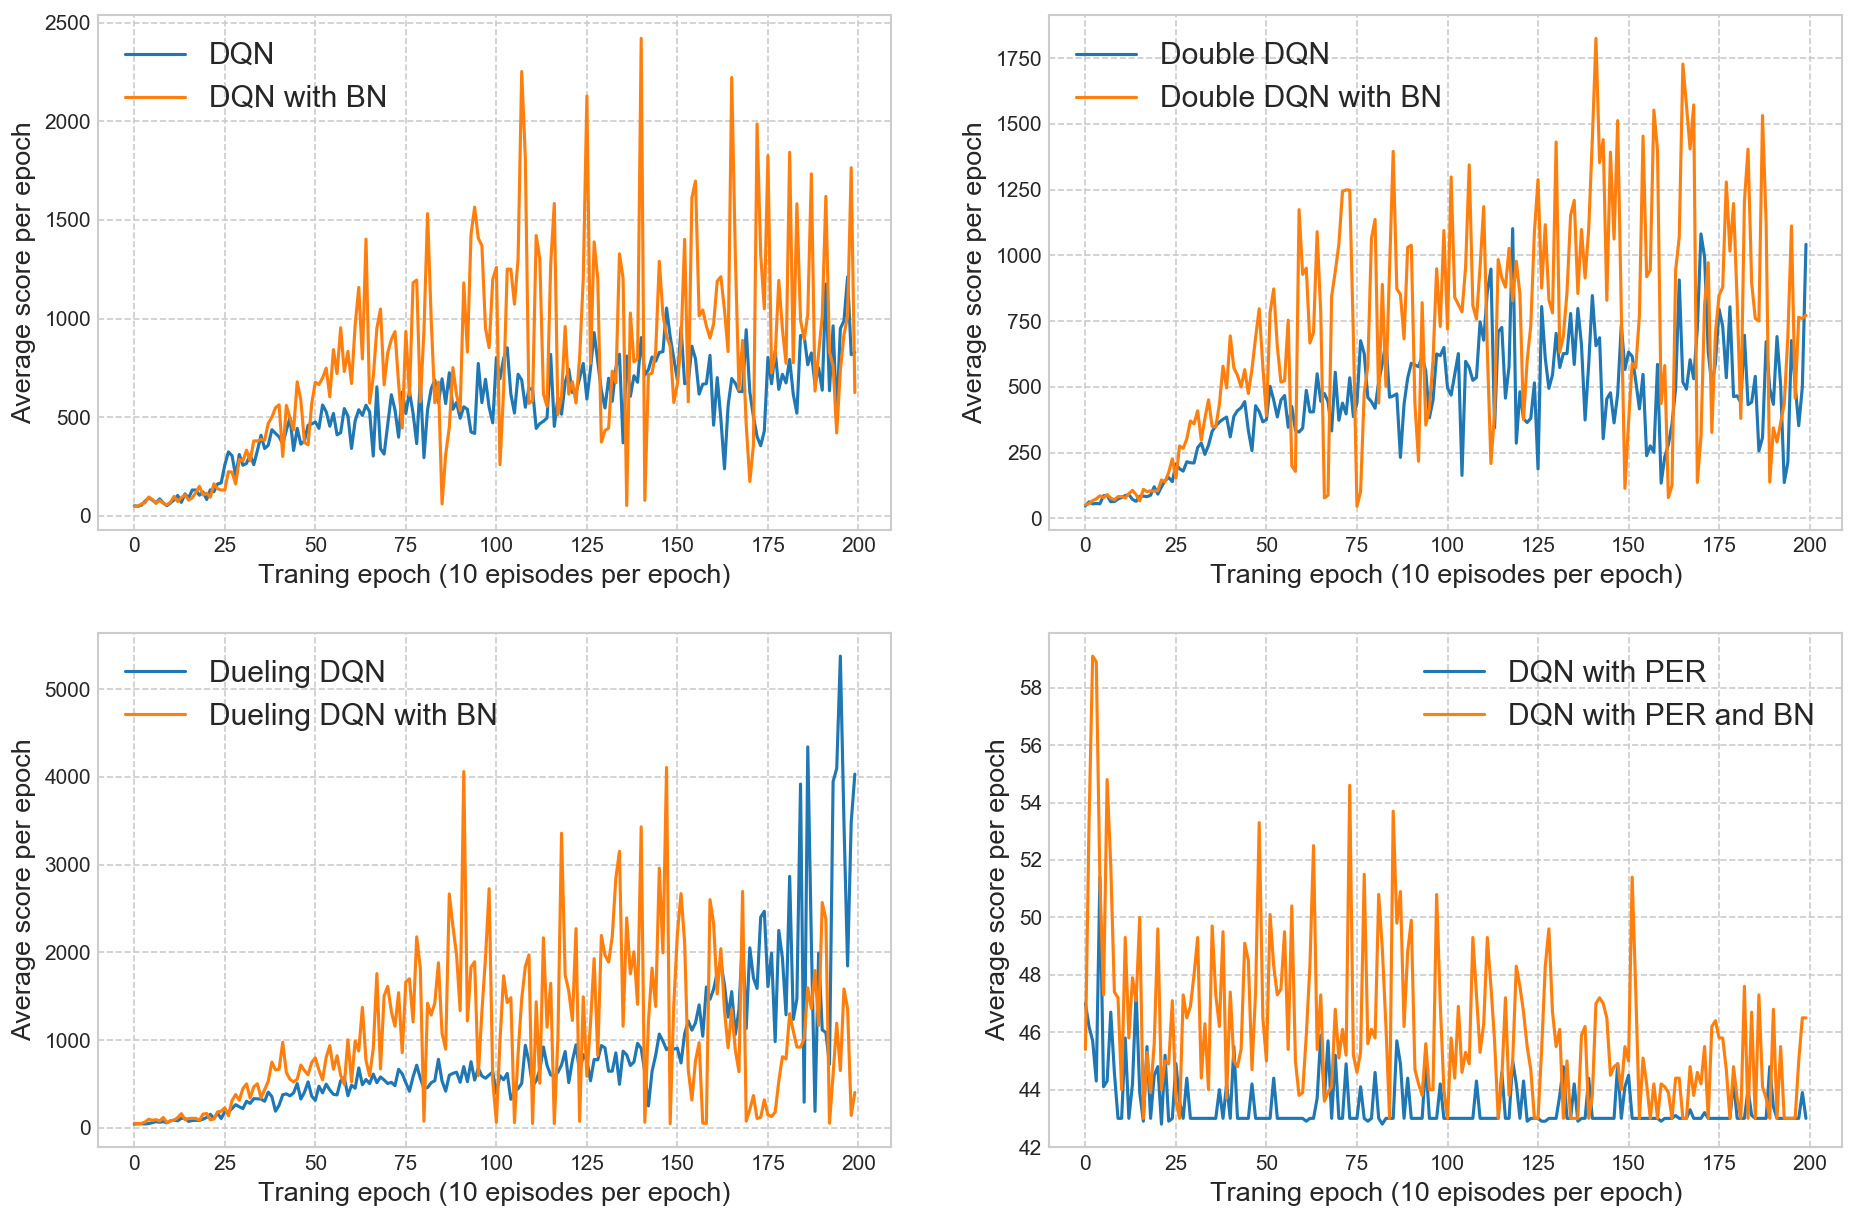 DQN
DQN with BN
Average score per epoch
2500
2000
1500
1000
500
0
0 25 50 75 100 125 150 175 200
Traning epoch (10 episodes per epoch)
Double DQN
Double DQN with BN
Average score per epoch
1750
1500
1250
1000
750
500
250
0
0 25 50 75 100 125 150 175 200
Traning epoch (10 episodes per epoch)
Dueling DQN
Dueling DQN with BN
Average score per epoch
5000
4000
3000
2000
1000
0
0 25 50 75 100 125 150 175 200
Traning epoch (10 episodes per epoch)
DQN with PER
DQN with PER and BN
Average score per epoch
58
56
54
52
50
48
46
44
42
0 25 50 75 100 125 150 175 200
Traning epoch (10 episodes per epoch)